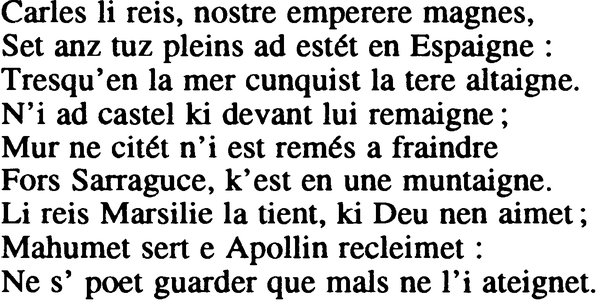 Carles li reis, nostre emperere magnes,
Set anz tuz pleins ad estét en Espaigne :
Tresqu'en la mer cunquist la tere altaigne.
N'i ad castel ki devant lui remaigne ;
Mur ne citét n'i est remés a fraindre
Fors Sarraguce, k'est en une muntaigne.
Li reis Marsilie la tient, ki Deu nen aimet ;
Mahumet sert e Apollin recleimet :
Ne s' poet guarder que mals ne l'i ateignet.